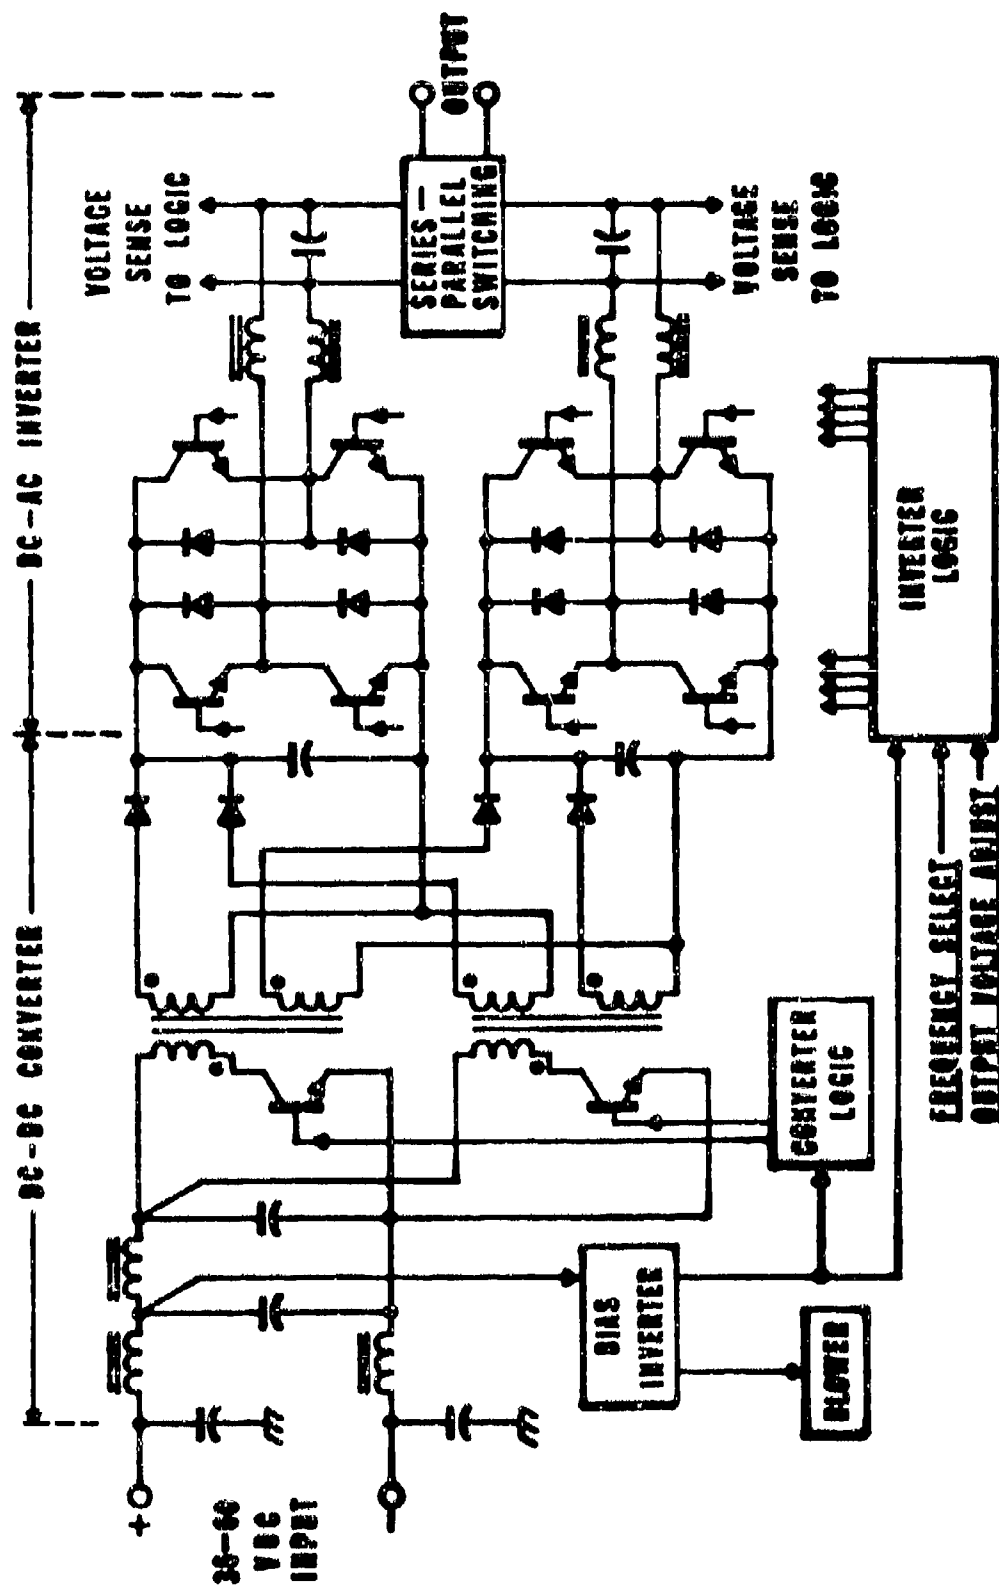 DC-DC CONVERTER
DC-AC INVERTER
+
VDC
INPUT
-
VOLTAGE
SENSE
TO LOGIC
SERIES-
PARALLEL
SWITCHING
OUTPUT
VOLTAGE
SENSE
TO LOGIC
BIAS
INVERTER
BLOWER
CONVERTER
LOGIC
INVERTER
LOGIC
FREQUENCY SELECT
OUTPUT VOLTAGE ADJUST